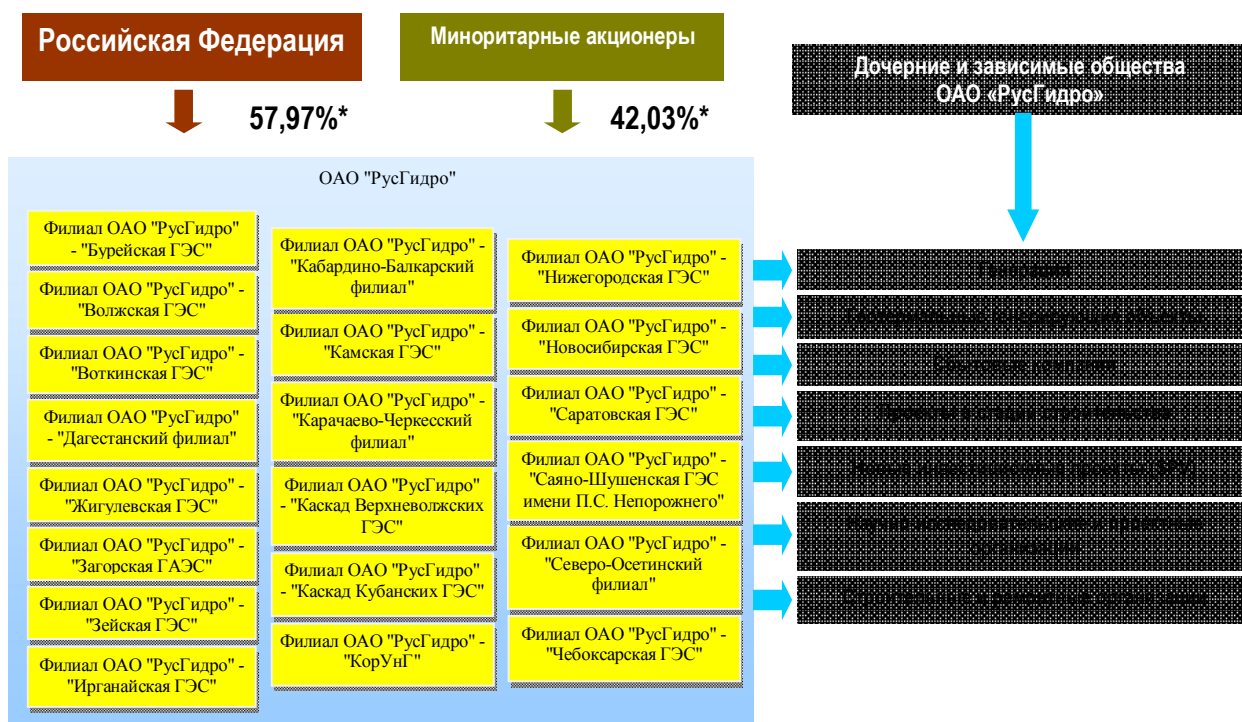 Российская Федерация
57,97%*
Миноритарные акционеры
42,03%*
Дочерние и зависимые общества
ОАО «РусГидро»
ОАО "РусГидро"
Филиал ОАО "РусГидро"
- "Бурейская ГЭС"
Филиал ОАО "РусГидро" -
"Волжская ГЭС"
Филиал ОАО "РусГидро" -
"Воткинская ГЭС"
Филиал ОАО "РусГидро"
- "Дагестанский филиал"
Филиал ОАО "РусГидро" -
"Жигулевская ГЭС"
Филиал ОАО "РусГидро" -
"Загорская ГАЭС"
Филиал ОАО "РусГидро" -
"Зейская ГЭС"
Филиал ОАО "РусГидро" -
"Ирганайская ГЭС"
Филиал ОАО "РусГидро" -
"Кабардино-Балкарский
филиал"
Филиал ОАО "РусГидро" -
"Камская ГЭС"
Филиал ОАО "РусГидро" -
"Карачаево-Черкесский
филиал"
Филиал ОАО "РусГидро"
- "Каскад Верхневолжских
ГЭС"
Филиал ОАО "РусГидро"
- "Каскад Кубанских ГЭС"
Филиал ОАО "РусГидро" -
"КорУнГ"
Филиал ОАО "РусГидро" -
"Нижегородская ГЭС"
Филиал ОАО "РусГидро" -
"Новосибирская ГЭС"
Филиал ОАО "РусГидро" -
"Саратовская ГЭС"
Филиал ОАО "РусГидро" -
"Саяно-Шушенская ГЭС
имени П.С. Непорожнего"
Филиал ОАО "РусГидро" -
"Северо-Осетинский
филиал"
Филиал ОАО "РусГидро" -
"Чебоксарская ГЭС"
Генерация
Сбытовые компании